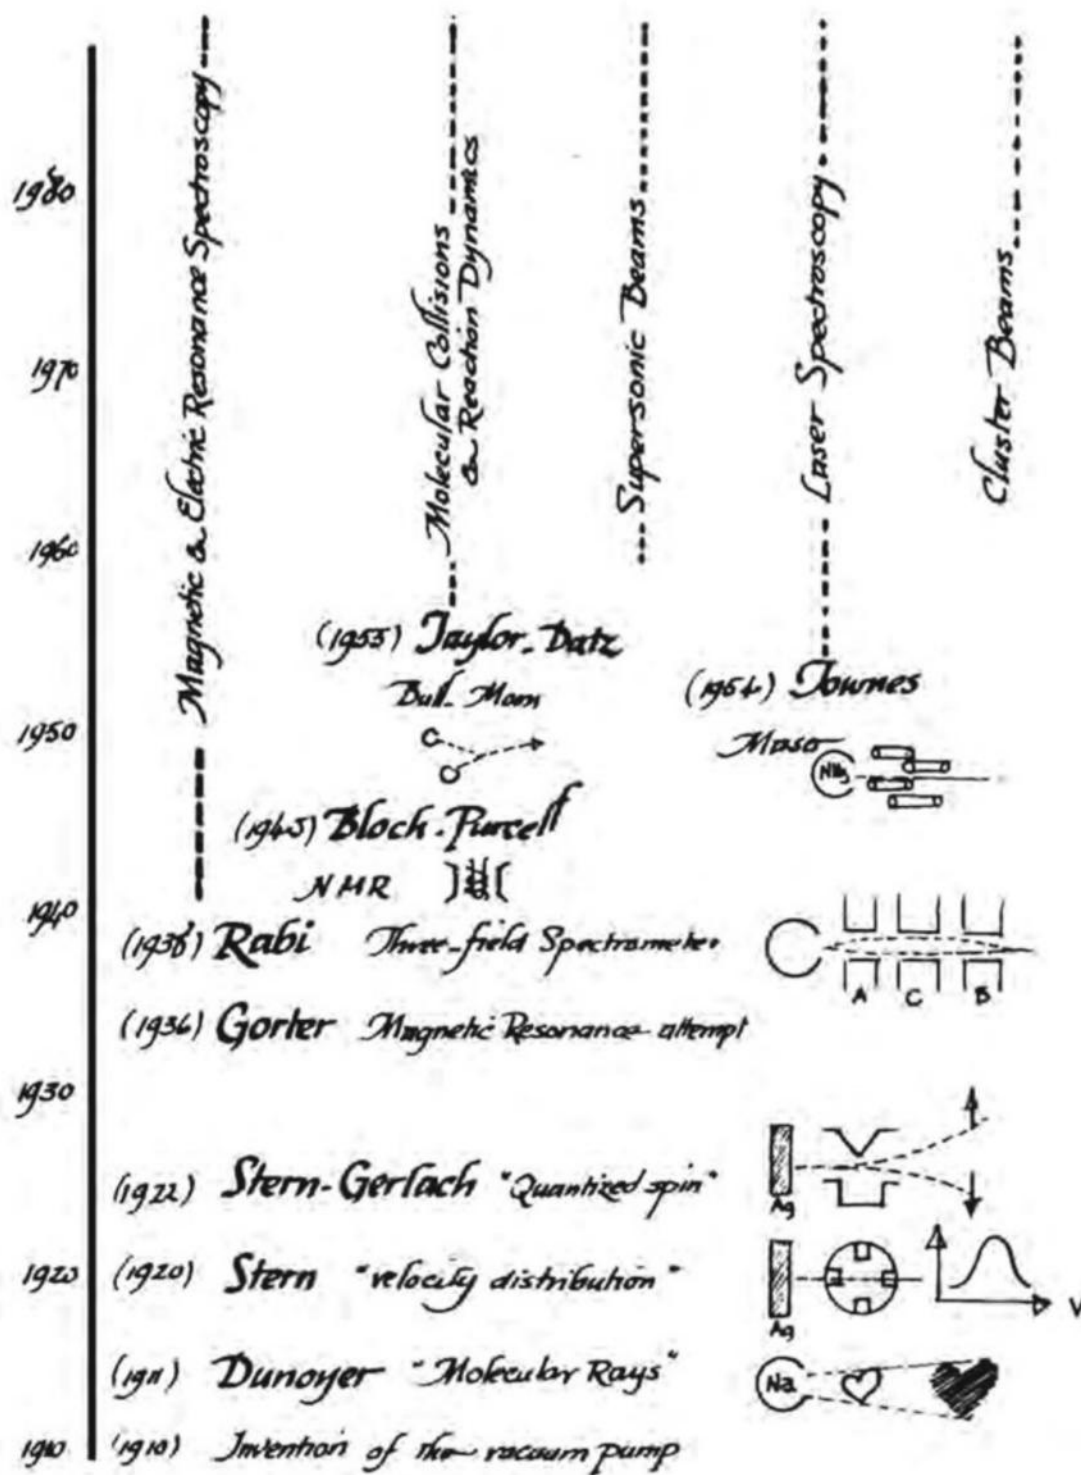 Magnetic & Electric Resonance Spectroscopy
Molecular Collisions
& Reaction Dynamics
Supersonic Beams
Laser Spectroscopy
Cluster Beams
1980
1970
1960
(1955) Taylor-Datz
(1954) Townes
1950
(1945) Bloch-Purcell
NH3
NMR
1940
(1938) Rabi Three-field Spectrometer
A C B
(1936) Gorter Magnetic Resonance attempt
1930
(1922) Stern-Gerlach "Quantized spin"
Ag
1920 (1920) Stern "velocity distribution"
V
Ag
(1911) Dunoyer "Molecular Rays"
Na
1910 (1910) Invention of the vacuum pump